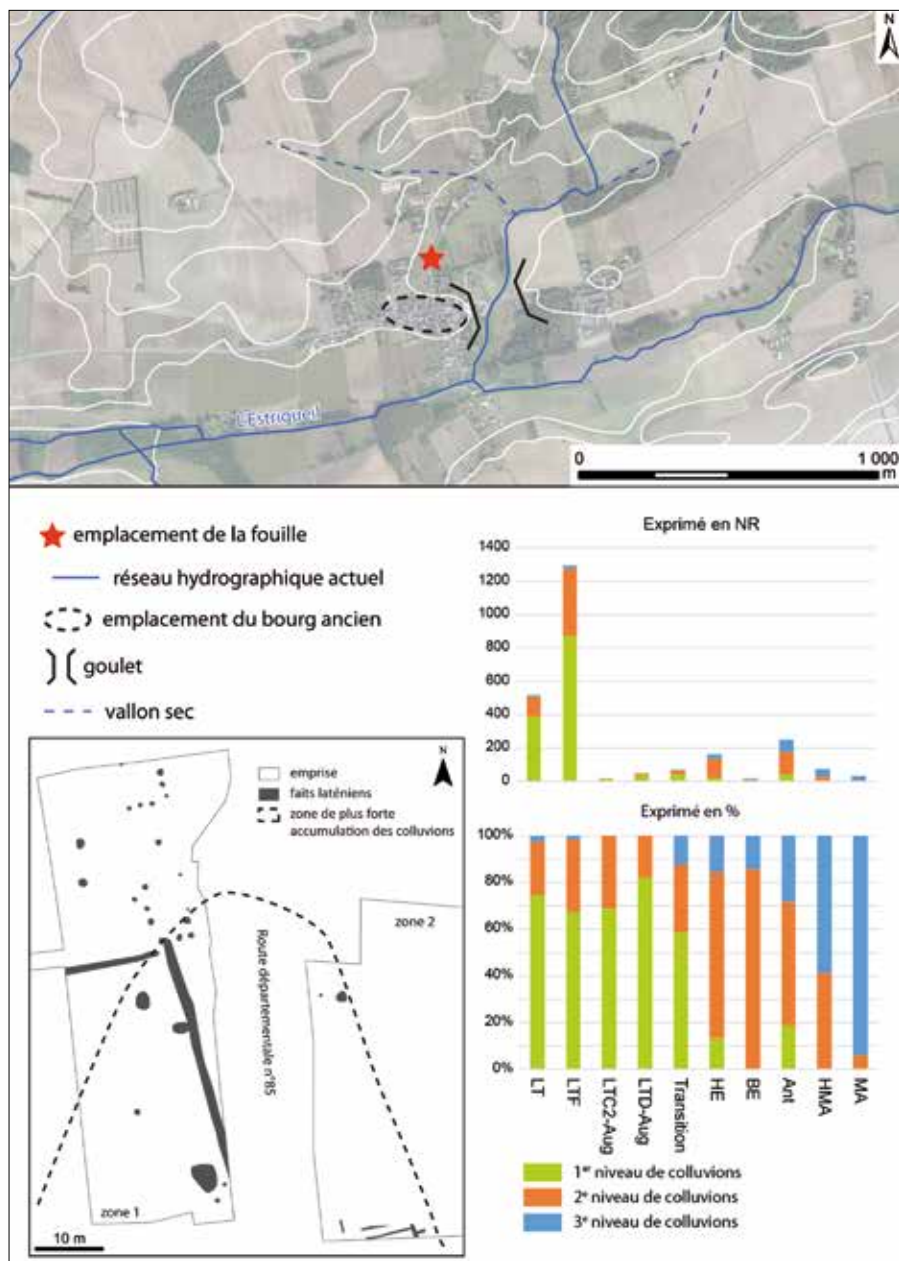 N
L'Estrigueil
0 1 000
m
emplacement de la fouille
réseau hydrographique actuel
emplacement du bourg ancien
goulet
vallon sec
N
emprise
faits laténiens
zone de plus forte
accumulation des colluvions
zone 2
Route départementale n°85
zone 1
10 m
Exprimé en NR
1400
1200
1000
800
600
400
200
0
Exprimé en %
100%
80%
60%
40%
20%
0%
LT
LTF
LTC2-Aug
LTD-Aug
Transition
HE
BE
Ant
HMA
MA
1er niveau de colluvions
2e niveau de colluvions
3e niveau de colluvions